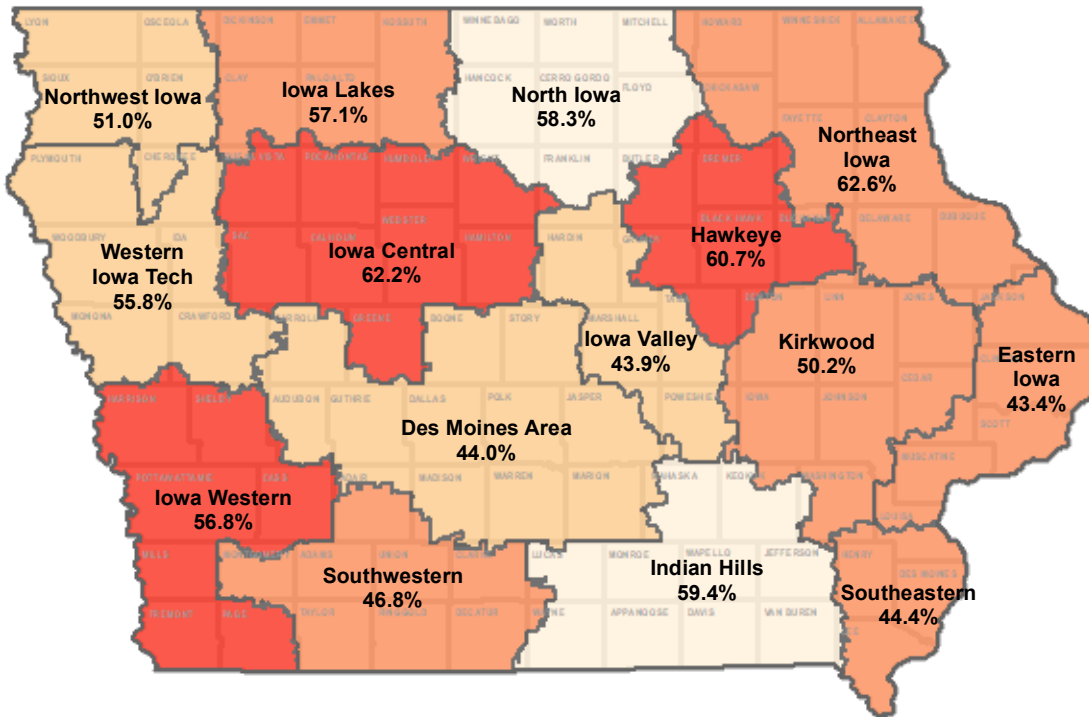 LYON
OSCEOLA
DICKINSON
EMMET
KOSSUTH
WINNEBAGO
WORTH
MITCHELL
HOWARD
WINNESHIEK
ALLAMAKEE
SIOUX
O'BRIEN
CLAY
PALO ALTO
HANCOCK
CERRO GORDO
FLOYD
CHICKASAW
Northwest Iowa
51.0%
Iowa Lakes
57.1%
North Iowa
58.3%
FAYETTE
CLAYTON
Northeast
Iowa
62.6%
PLYMOUTH
CHEROKEE
POCAHONTAS
HUMBOLDT
FRANKLIN
BUTLER
BREMER
WOODBURY
IDA
SAC
CALHOUN
WEBSTER
HAMILTON
HARDIN
BLACK HAWK
DELAWARE
DUBUQUE
Western
Iowa Tech
55.8%
Iowa Central
62.2%
Hawkeye
60.7%
MONONA
CRAWFORD
GREENE
BOONE
STORY
MARSHALL
LINN
JONES
JACKSON
Iowa Valley
43.9%
Kirkwood
50.2%
Eastern
Iowa
43.4%
HARRISON
SHELBY
AUDUBON
GUTHRIE
DALLAS
POLK
JASPER
POWESHIE
IOWA
JOHNSON
CEDAR
SCOTT
MUSCATINE
Des Moines Area
44.0%
POTTAWATTAMIE
CASS
MADISON
WARREN
MARION
KEOKUK
WASHINGTON
LOUISA
Iowa Western
56.8%
MILLS
MONTGOMERY
ADAMS
UNION
LUCAS
MONROE
WAPELLO
JEFFERSON
HENRY
DES MOINES
Southwestern
46.8%
Indian Hills
59.4%
Southeastern
44.4%
FREMONT
PAGE
TAYLOR
RINGGOLD
DECATUR
APPANOOSE
DAVIS
VAN BUREN